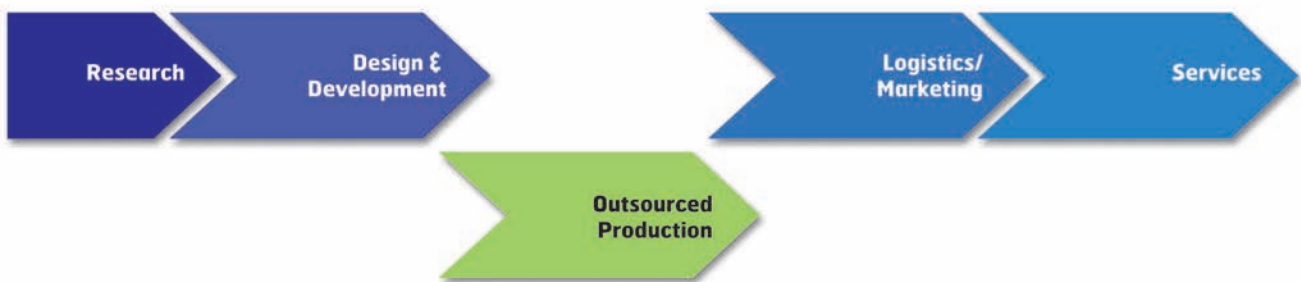 Research
Design &
Development
Outsourced
Production
Logistics/
Marketing
Services